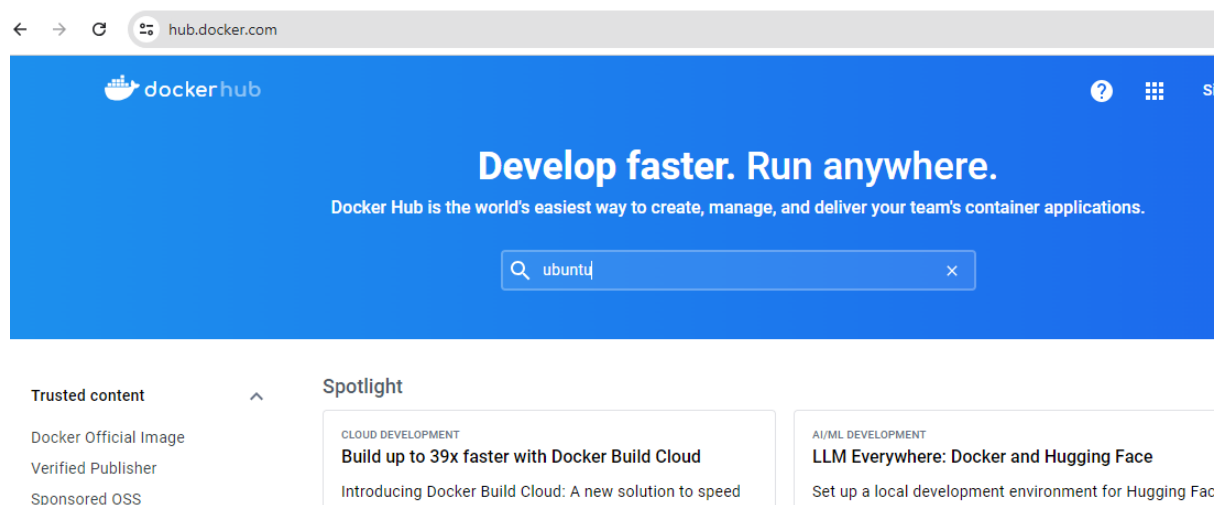 hub.docker.com
dockerhub
Develop faster. Run anywhere.
Docker Hub is the world's easiest way to create, manage, and deliver your team's container applications.
ubuntu
Trusted content
Docker Official Image
Verified Publisher
Sponsored OSS
Spotlight
CLOUD DEVELOPMENT
Build up to 39x faster with Docker Build Cloud
Introducing Docker Build Cloud: A new solution to speed
AI/ML DEVELOPMENT
LLM Everywhere: Docker and Hugging Face
Set up a local development environment for Hugging